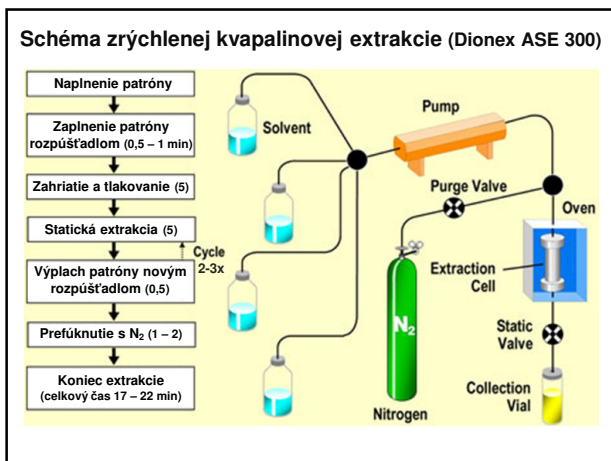 Schéma zrýchlenej kvapalinovej extrakcie (Dionex ASE 300)
Naplnenie patróny
Zaplnenie patróny
rozpúšťadlom (0,5 – 1 min)
Zahriatie a tlakovanie (5)
Statická extrakcia (5)
Cycle
2-3x
Výplach patróny novým
rozpúšťadlom (0,5)
Prefúknutie s N₂ (1 – 2)
Koniec extrakcie
(celkový čas 17 – 22 min)
Solvent
Pump
Purge Valve
Oven
Extraction
Cell
N₂
Static
Valve
Nitrogen
Collection
Vial